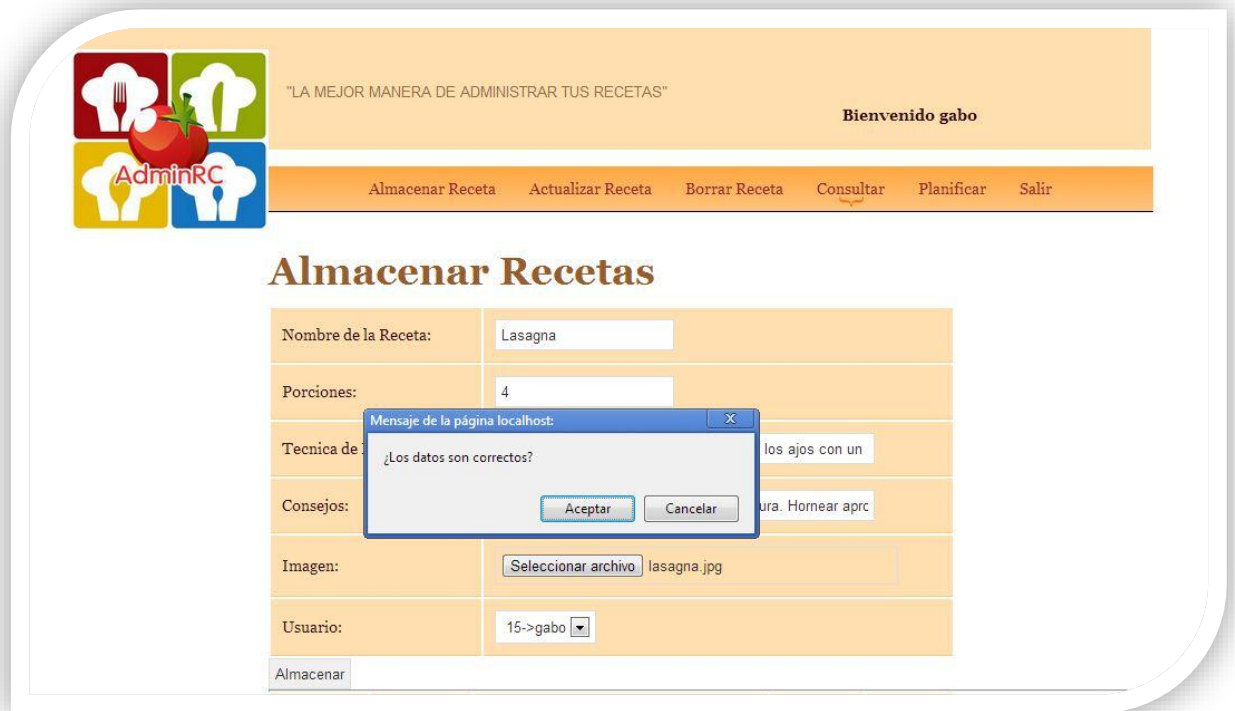 "LA MEJOR MANERA DE ADMINISTRAR TUS RECETAS"
Bienvenido gabo
AdminRC
Almacenar Receta Actualizar Receta Borrar Receta Consultar Planificar Salir
Almacenar Recetas
Nombre de la Receta: Lasagna
Porciones: 4
Mensaje de la página localhost:
Tecnica de los ajos con un
¿Los datos son correctos?
Consejos: ura. Hornear
Aceptar Cancelar
Imagen: Seleccionar archivo lasagna.jpg
Usuario: 15->gabo
Almacenar